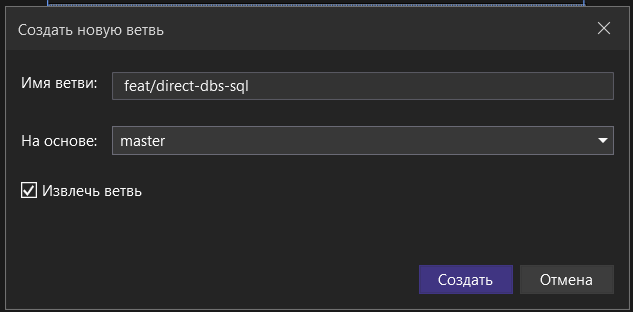 Создать новую ветвь
Имя ветви: feat/direct-dbs-sql
На основе: master
Извлечь ветвь
Создать Отмена